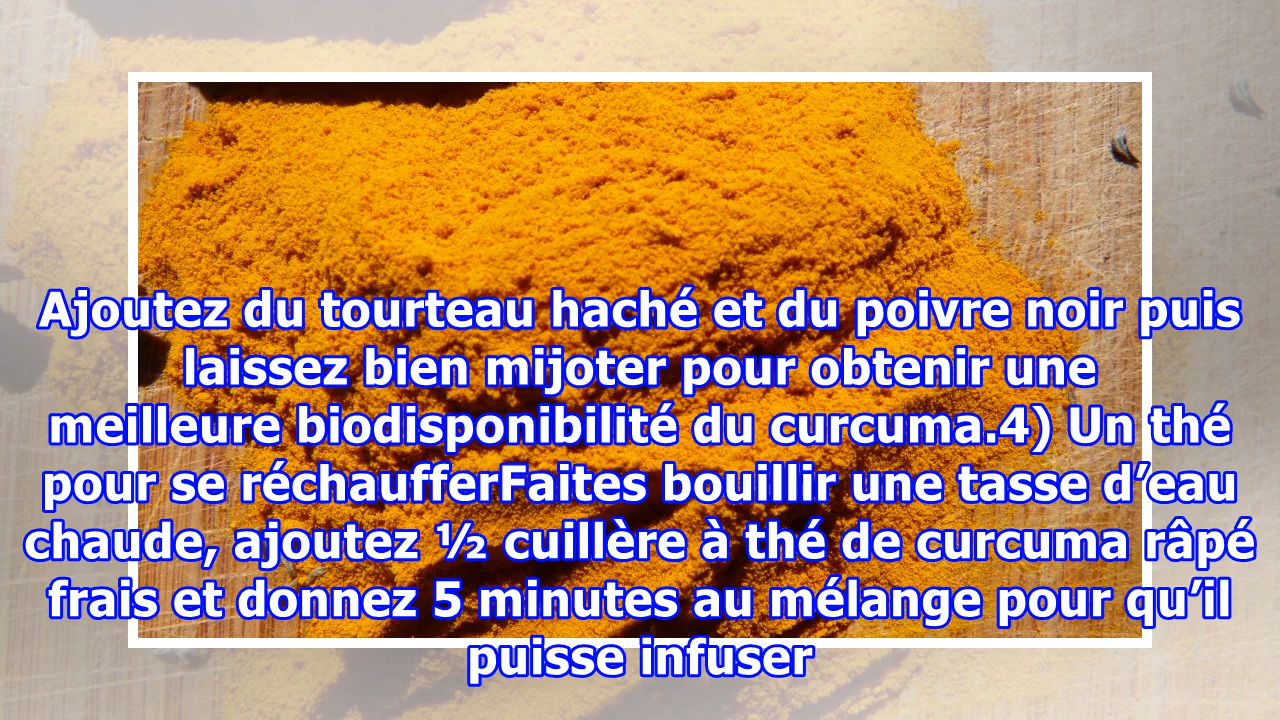 Ajoutez du tourteau haché et du poivre noir puis
laissez bien mijoter pour obtenir une
meilleure biodisponibilité du curcuma.4) Un thé
pour se réchaufferFaites bouillir une tasse d’eau
chaude, ajoutez ½ cuillère à thé de curcuma râpé
frais et donnez 5 minutes au mélange pour qu’il
puisse infuser